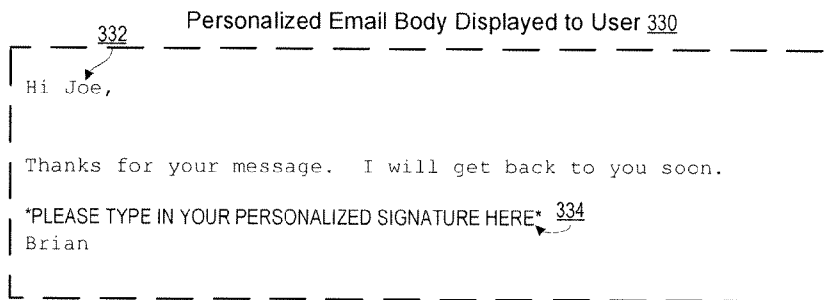 Personalized Email Body Displayed to User 330
332
Hi Joe,
Thanks for your message.  I will get back to you soon.
*PLEASE TYPE IN YOUR PERSONALIZED SIGNATURE HERE* 334
Brian